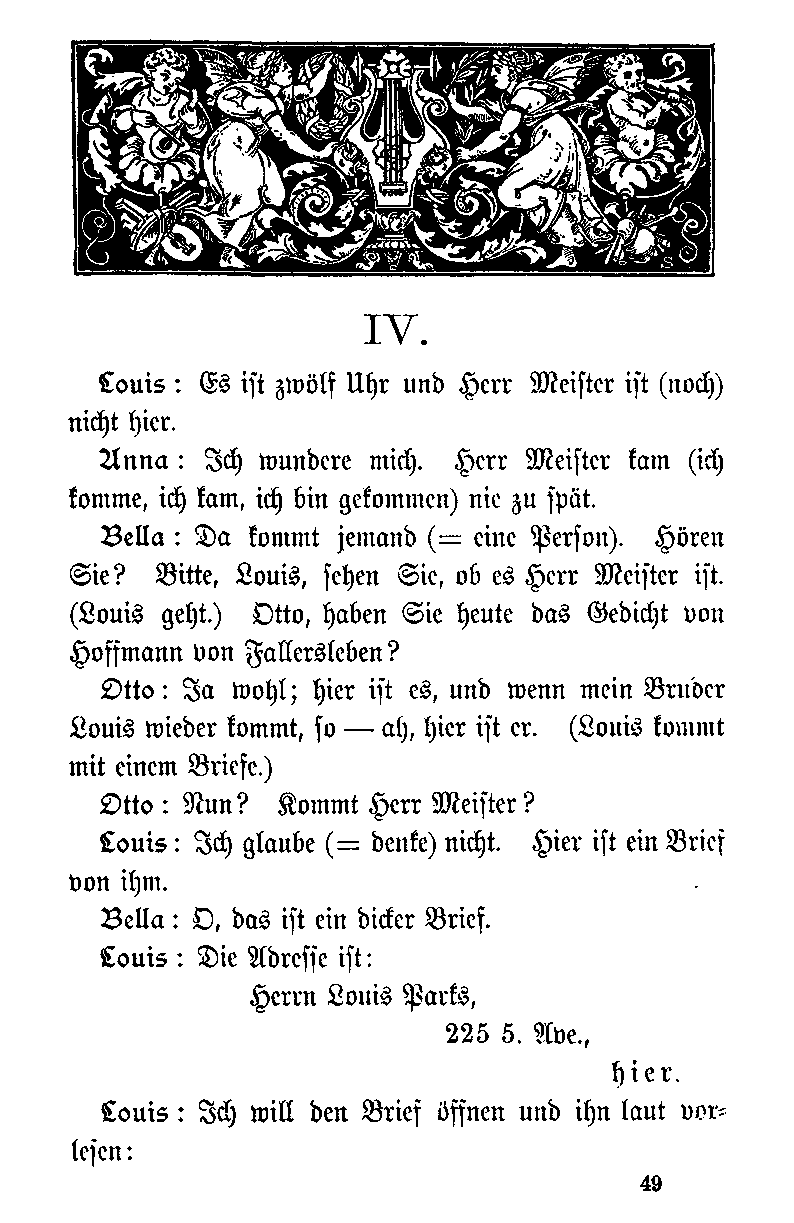 IV.
Louis: Es ist zwölf Uhr und Herr Meister ist (noch)
nicht hier.
Anna: Ich wundere mich. Herr Meister kam (ich
komme, ich kam, ich bin gekommen) nie zu spät.
Bella: Da kommt jemand (= eine Person). Hören
Sie? Bitte, Louis, sehen Sie, ob es Herr Meister ist.
(Louis geht.) Otto, haben Sie heute das Gedicht von
Hoffmann von Fallersleben?
Otto: Ja wohl; hier ist es, und wenn mein Bruder
Louis wieder kommt, so — ah, hier ist er. (Louis kommt
mit einem Briefe.)
Otto: Nun? Kommt Herr Meister?
Louis: Ich glaube (= denke) nicht. Hier ist ein Brief
von ihm.
Bella: O, das ist ein dicker Brief.
Louis: Die Adresse ist:
Herrn Louis Parks,
225 5. Ave.,
hier.
Louis: Ich will den Brief öffnen und ihn laut vor-
lesen:
49